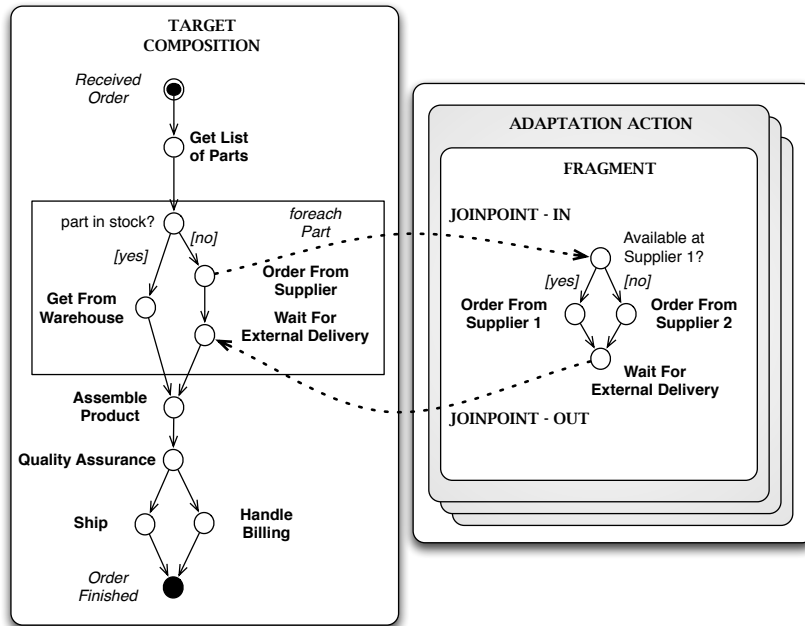 TARGET
COMPOSITION
Received
Order
Get List
of Parts
part in stock?
foreach
Part
[yes]
[no]
Order From
Supplier
Get From
Warehouse
Wait For
External Delivery
Assemble
Product
Quality Assurance
Ship
Handle
Billing
Order
Finished
ADAPTATION ACTION
FRAGMENT
JOINPOINT - IN
Available at
Supplier 1?
[yes]
[no]
Order From
Supplier 1
Order From
Supplier 2
Wait For
External Delivery
JOINPOINT - OUT